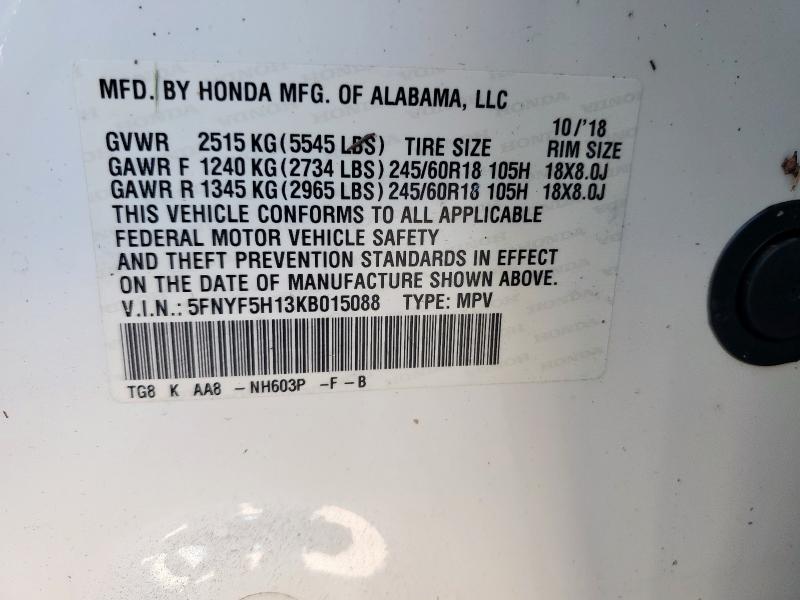 MFD. BY HONDA MFG. OF ALABAMA, LLC
10/'18
GVWR 2515 KG (5545 LBS) TIRE SIZE RIM SIZE
GAWR F 1240 KG (2734 LBS) 245/60R18 105H 18X8.0J
GAWR R 1345 KG (2965 LBS) 245/60R18 105H 18X8.0J
THIS VEHICLE CONFORMS TO ALL APPLICABLE
FEDERAL MOTOR VEHICLE SAFETY
AND THEFT PREVENTION STANDARDS IN EFFECT
ON THE DATE OF MANUFACTURE SHOWN ABOVE.
V.I.N.: 5FNYF5H13KB015088 TYPE: MPV
TG8 K AA8 - NH603P - F - B